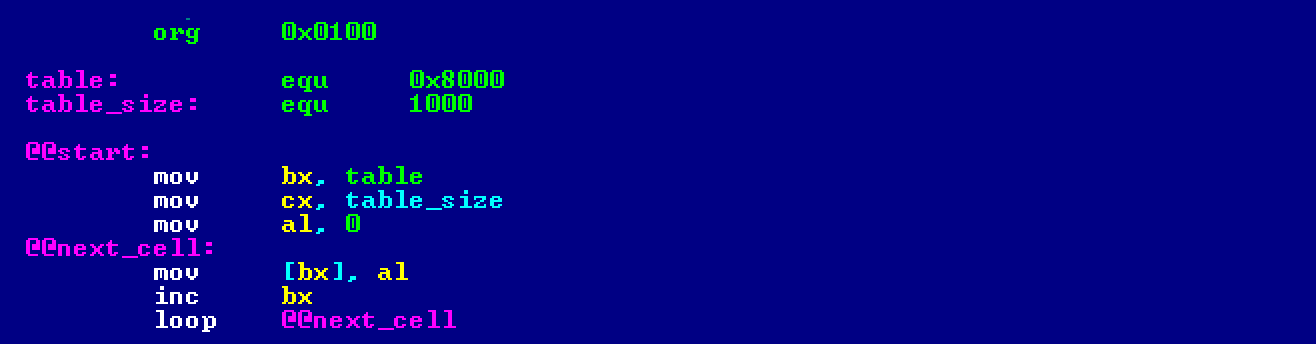 org 0x0100
table: equ 0x8000
table_size: equ 1000
@@start:
mov bx, table
mov cx, table_size
mov al, 0
@@next_cell:
mov [bx], al
inc bx
loop @@next_cell